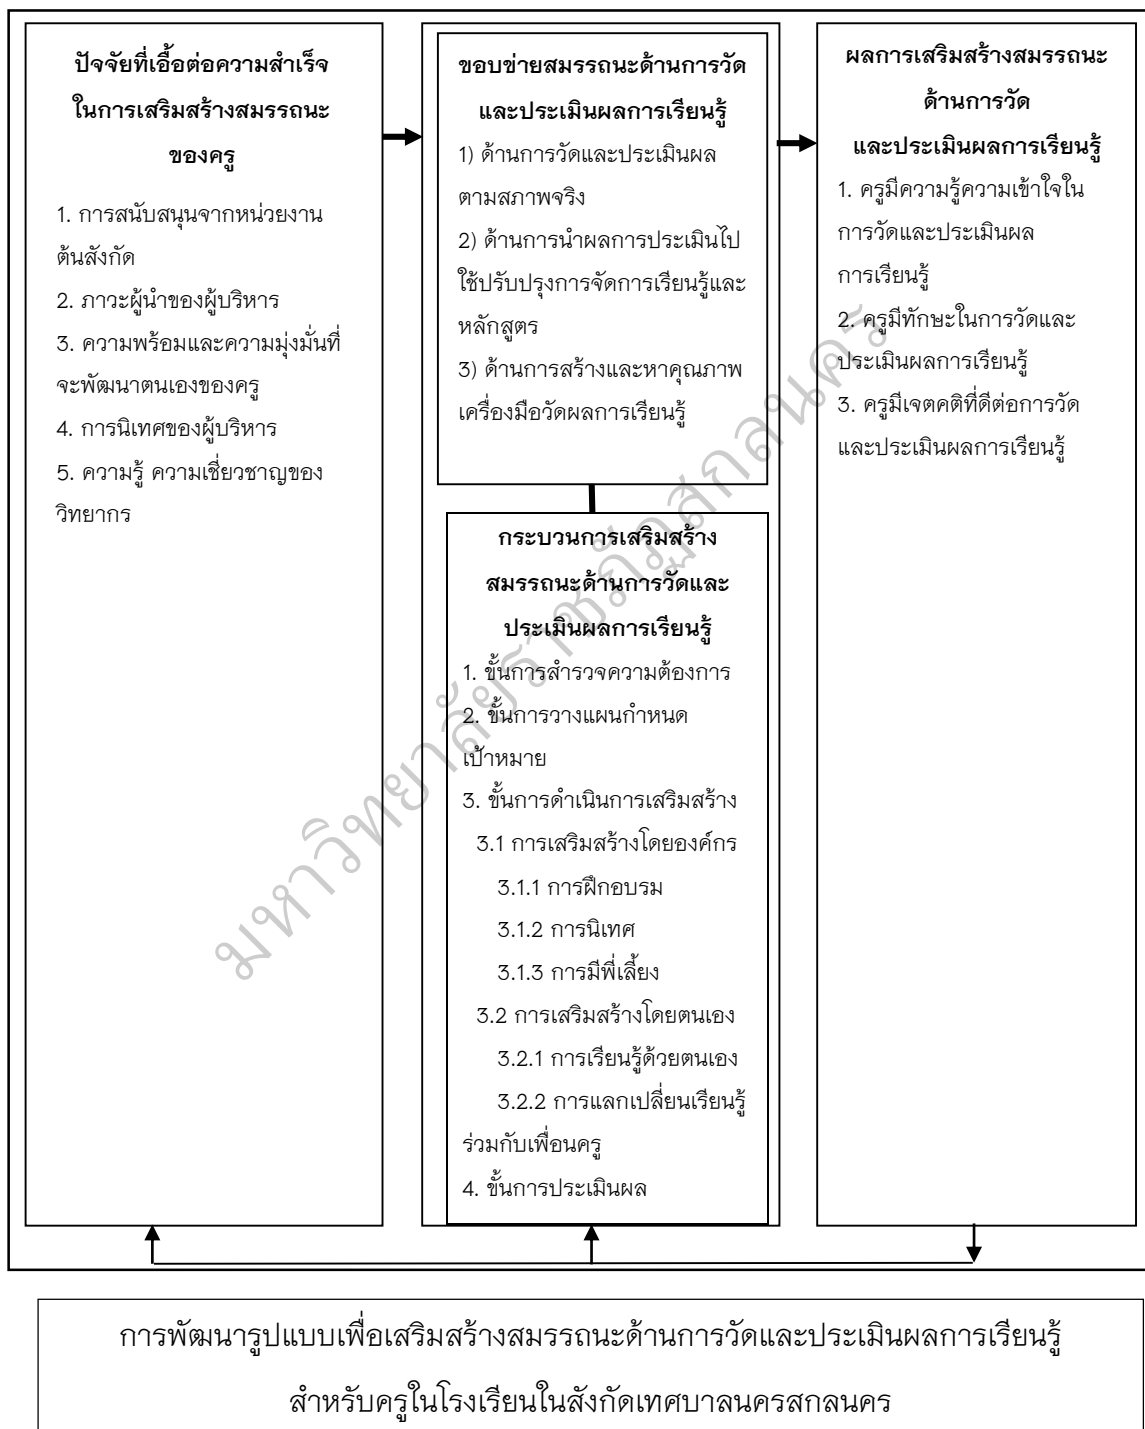 ปัจจัยที่เอื้อต่อความสำเร็จ
ในการเสริมสร้างสมรรถนะ
ของครู
1. การสนับสนุนจากหน่วยงาน
ต้นสังกัด
2. ภาวะผู้นำของผู้บริหาร
3. ความพร้อมและความมุ่งมั่นที่
จะพัฒนาตนเองของครู
4. การนิเทศของผู้บริหาร
5. ความรู้ ความเชี่ยวชาญของ
วิทยากร
ขอบข่ายสมรรถนะด้านการวัด
และประเมินผลการเรียนรู้
1) ด้านการวัดและประเมินผล
ตามสภาพจริง
2) ด้านการนำผลการประเมินไป
ใช้ปรับปรุงการจัดการเรียนรู้และ
หลักสูตร
3) ด้านการสร้างและหาคุณภาพ
เครื่องมือวัดผลการเรียนรู้
กระบวนการเสริมสร้าง
สมรรถนะด้านการวัดและ
ประเมินผลการเรียนรู้
1. ขั้นการสำรวจความต้องการ
2. ขั้นการวางแผนกำหนด
เป้าหมาย
3. ขั้นการดำเนินการเสริมสร้าง
3.1 การเสริมสร้างโดยองค์กร
3.1.1 การฝึกอบรม
3.1.2 การนิเทศ
3.1.3 การมีพี่เลี้ยง
3.2 การเสริมสร้างโดยตนเอง
3.2.1 การเรียนรู้ด้วยตนเอง
3.2.2 การแลกเปลี่ยนเรียนรู้
ร่วมกับเพื่อนครู
4. ขั้นการประเมินผล
ผลการเสริมสร้างสมรรถนะ
ด้านการวัด
และประเมินผลการเรียนรู้
1. ครูมีความรู้ความเข้าใจใน
การวัดและประเมินผล
การเรียนรู้
2. ครูมีทักษะในการวัดและ
ประเมินผลการเรียนรู้
3. ครูมีเจตคติที่ดีต่อการวัด
และประเมินผลการเรียนรู้
มหาวิทยาลัยราชภัฏสกลนคร
การพัฒนารูปแบบเพื่อเสริมสร้างสมรรถนะด้านการวัดและประเมินผลการเรียนรู้
สำหรับครูในโรงเรียนในสังกัดเทศบาลนครสกลนคร